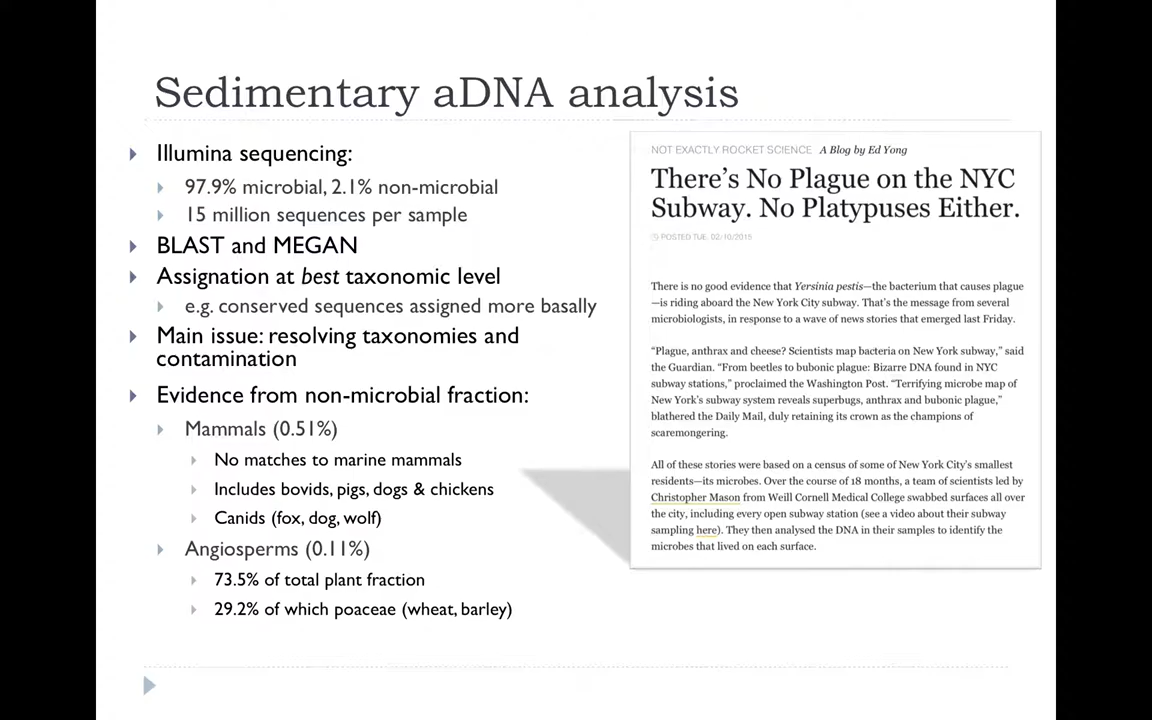 Sedimentary aDNA analysis
Illumina sequencing:
97.9% microbial, 2.1% non-microbial
15 million sequences per sample
BLAST and MEGAN
Assignation at best taxonomic level
e.g. conserved sequences assigned more basally
Main issue: resolving taxonomies and
contamination
Evidence from non-microbial fraction:
Mammals (0.51%)
No matches to marine mammals
Includes bovids, pigs, dogs & chickens
Canids (fox, dog, wolf)
Angiosperms (0.11%)
73.5% of total plant fraction
29.2% of which poaceae (wheat, barley)
NOT EXACTLY ROCKET SCIENCE A Blog by Ed Yong
There's No Plague on the NYC
Subway. No Platypuses Either.
POSTED TUE, 02/10/2015
There is no good evidence that Yersinia pestis—the bacterium that causes plague
—is riding aboard the New York City subway. That's the message from several
microbiologists, in response to a wave of news stories that emerged last Friday.
“Plague, anthrax and cheese? Scientists map bacteria on New York subway,” said
the Guardian. “From beetles to bubonic plague: Bizarre DNA found in NYC
subway stations,” proclaimed the Washington Post. “Terrifying microbe map of
New York's subway system reveals superbugs, anthrax and bubonic plague,”
blathered the Daily Mail, duly retaining its crown as the champions of
scaremongering.
All of these stories were based on a census of some of New York City's smallest
residents—its microbes. Over the course of 18 months, a team of scientists led by
Christopher Mason from Weill Cornell Medical College swabbed surfaces all over
the city, including every open subway station (see a video about their subway
sampling here). They then analysed the DNA in their samples to identify the
microbes that lived on each surface.